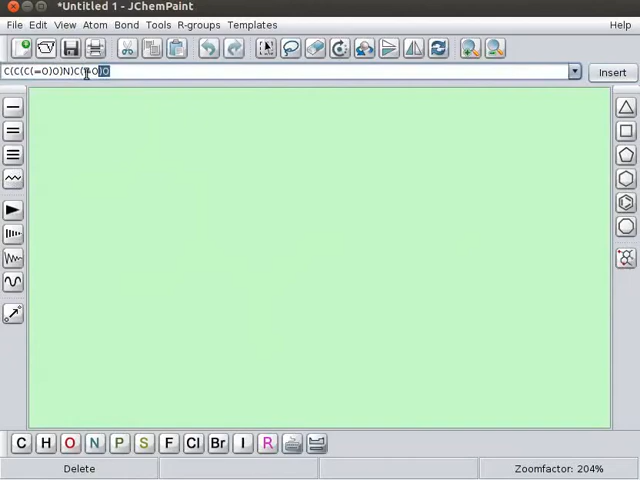 *Untitled 1 - JChemPaint
File Edit View Atom Bond Tools R-groups Templates Help
C(C(C(=O)O)N)C(=O)O Insert
C H O N P S F Cl Br I R
Delete Zoomfactor: 204%